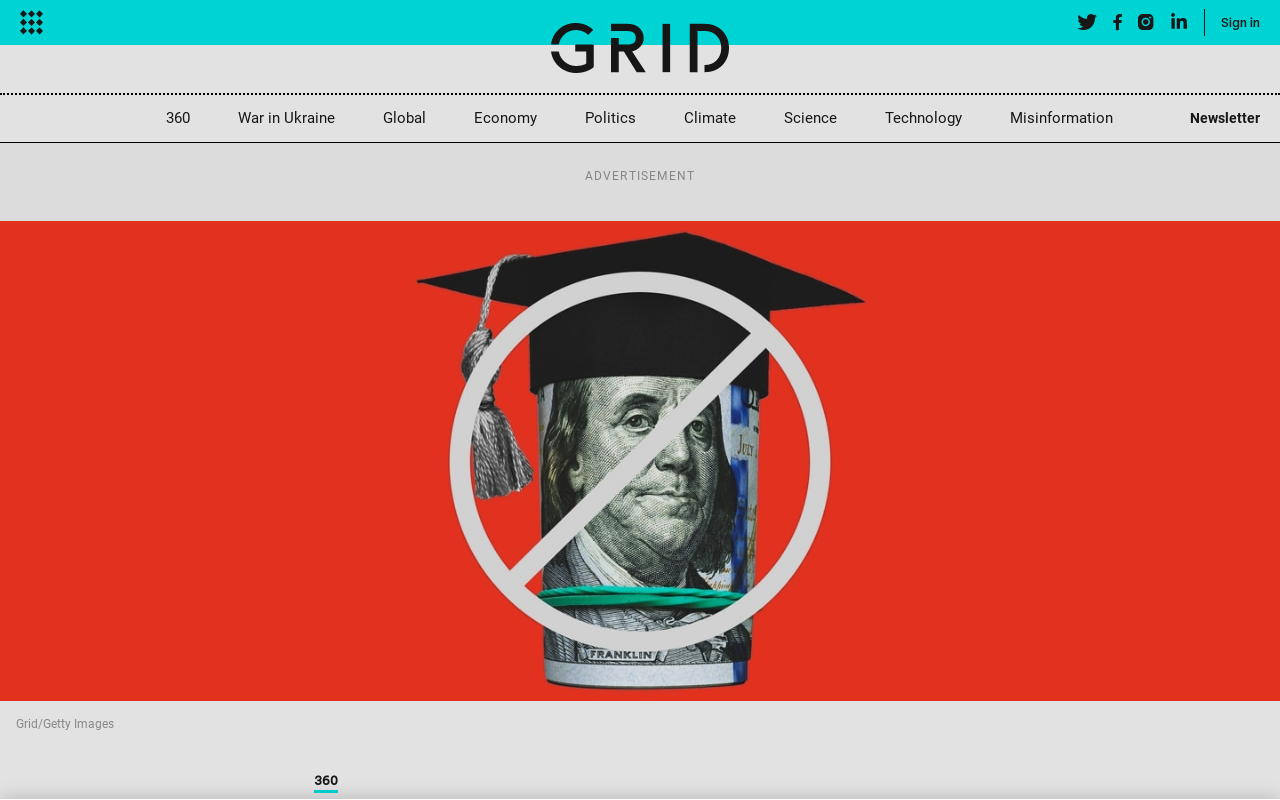 GRID
Sign in
360 War in Ukraine Global Economy Politics Climate Science Technology Misinformation Newsletter
ADVERTISEMENT
JULY
FRANKLIN
Grid/Getty Images
360